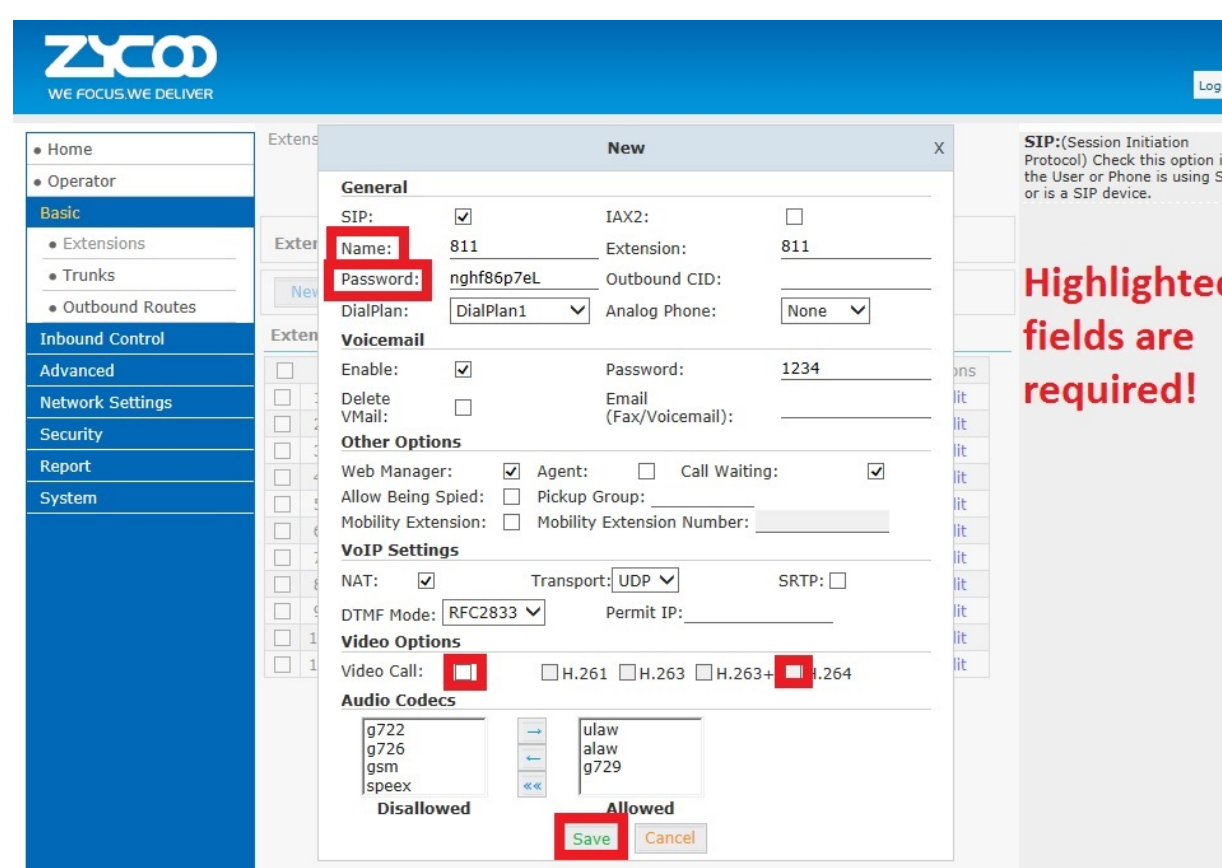 ZYCOO
WE FOCUS.WE DELIVER
Home
Operator
Basic
Extensions
Trunks
Outbound Routes
Inbound Control
Advanced
Network Settings
Security
Report
System
New X
General
SIP: IAX2:
Name: 811 Extension: 811
Password: nghf86p7eL Outbound CID:
DialPlan: DialPlan1 Analog Phone: None
Voicemail
Enable: Password: 1234
Delete VMail: Email (Fax/Voicemail):
Other Options
Web Manager: Agent: Call Waiting:
Allow Being Spied: Pickup Group:
Mobility Extension: Mobility Extension Number:
VoIP Settings
NAT: Transport: UDP SRTP:
DTMF Mode: RFC2833 Permit IP:
Video Options
Video Call: H.261 H.263 H.263+ H.264
Audio Codecs
g722 → ulaw
g726 ← alaw
gsm «« g729
speex
Disallowed Allowed
Save Cancel
SIP:(Session Initiation
Protocol) Check this option
the User or Phone is using
or is a SIP device.
Highlighted
fields are
required!